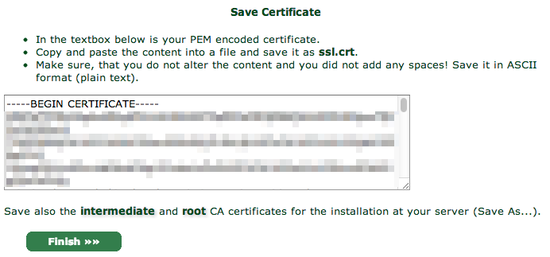 Save Certificate
In the textbox below is your PEM encoded certificate.
Copy and paste the content into a file and save it as ssl.crt.
Make sure, that you do not alter the content and you did not add any spaces! Save it in ASCII
format (plain text).
-----BEGIN CERTIFICATE-----
Save also the intermediate and root CA certificates for the installation at your server (Save As...).
Finish »»